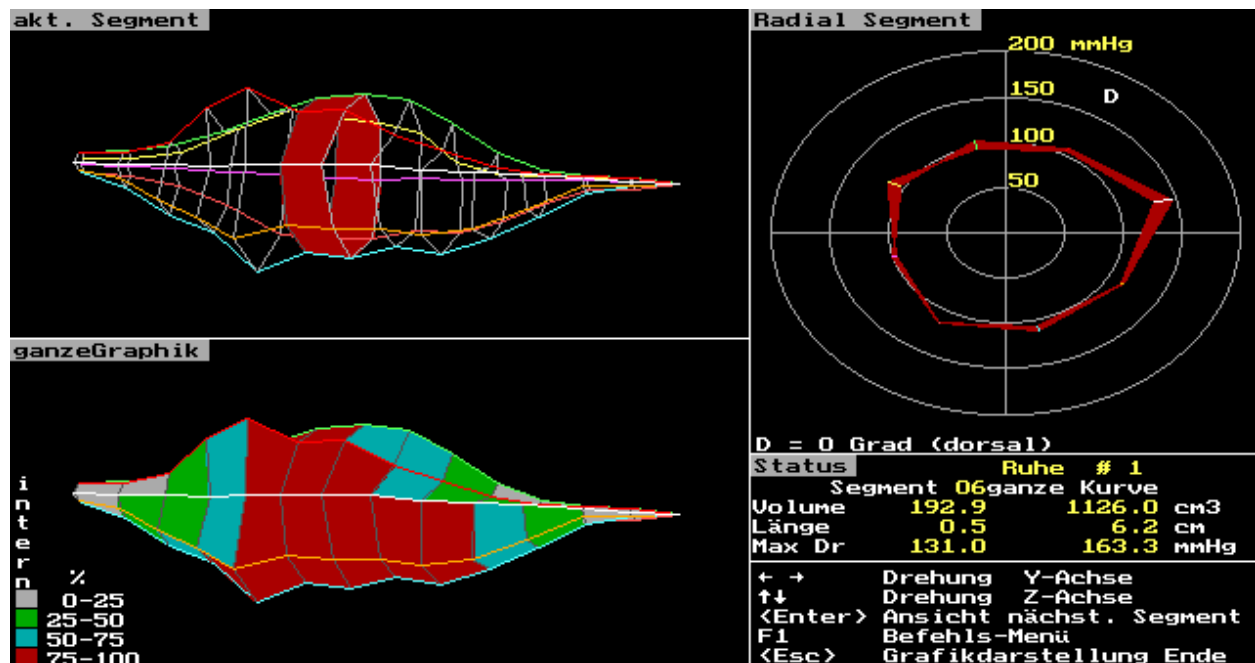 akt. Segment
Radial Segment
200 mmHg
150
D
100
50
D = 0 Grad (dorsal)
ganzeGraphik
intern
%
0-25
25-50
50-75
75-100
Status
Ruhe # 1
Segment 06ganze Kurve
Volume 192.9 1126.0 cm3
Länge 0.5 6.2 cm
Max Dr 131.0 163.3 mmHg
← → Drehung Y-Achse
↑↓ Drehung Z-Achse
<Enter> Ansicht nächst. Segment
F1 Befehls-Menü
<Esc> Grafikdarstellung Ende